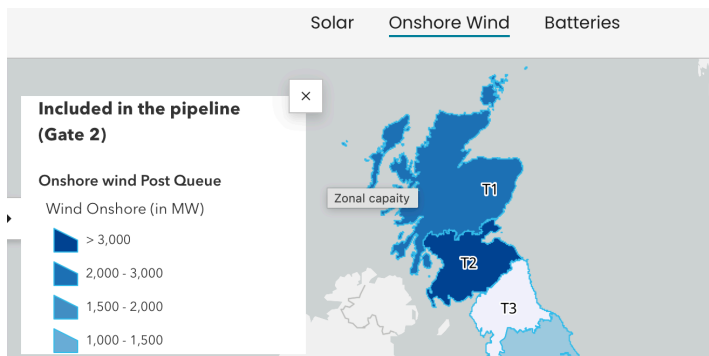 Solar Onshore Wind Batteries
Included in the pipeline
(Gate 2)
Onshore wind Post Queue
Wind Onshore (in MW)
> 3,000
2,000 - 3,000
1,500 - 2,000
1,000 - 1,500
T1
Zonal capaity
T2
T3